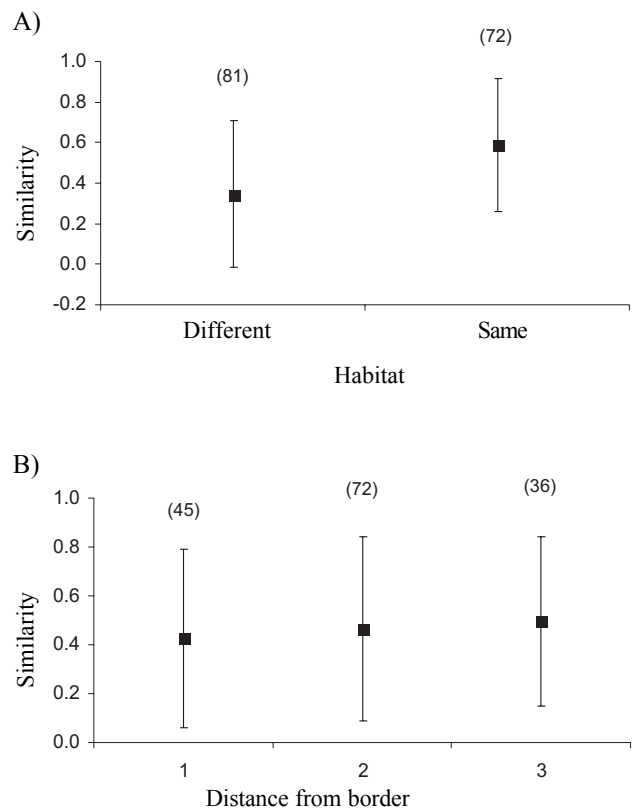 A)
(72)
(81)
1.0
0.8
0.6
0.4
0.2
0.0
-0.2
Similarity
Different Same
Habitat
B)
(45) (72) (36)
1.0
0.8
0.6
0.4
0.2
0.0
Similarity
1 2 3
Distance from border